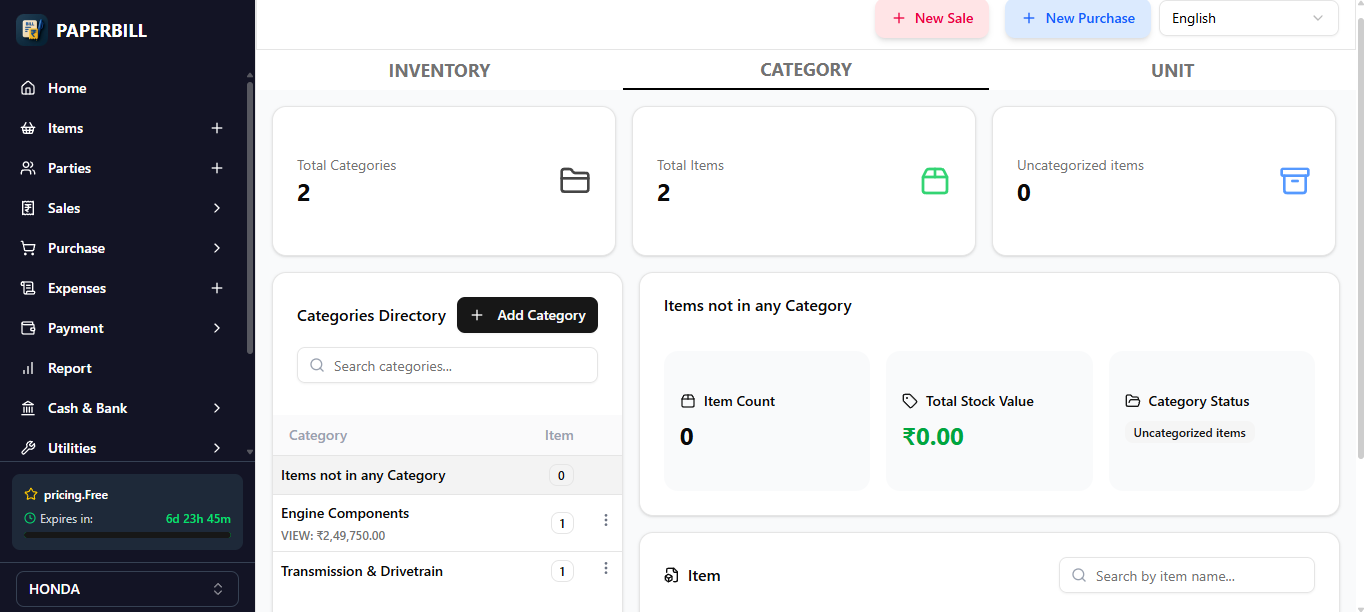 PAPERBILL
Home
Items
Parties
Sales
Purchase
Expenses
Payment
Report
Cash & Bank
Utilities
pricing.Free
Expires in: 6d 23h 45m
HONDA
New Sale
New Purchase
English
INVENTORY
CATEGORY
UNIT
Total Categories
2
Total Items
2
Uncategorized items
0
Categories Directory
Add Category
Search categories...
Category Item
Items not in any Category 0
Engine Components 1
VIEW: ₹2,49,750.00
Transmission & Drivetrain 1
Items not in any Category
Item Count
0
Total Stock Value
₹0.00
Category Status
Uncategorized items
Item
Search by item name...